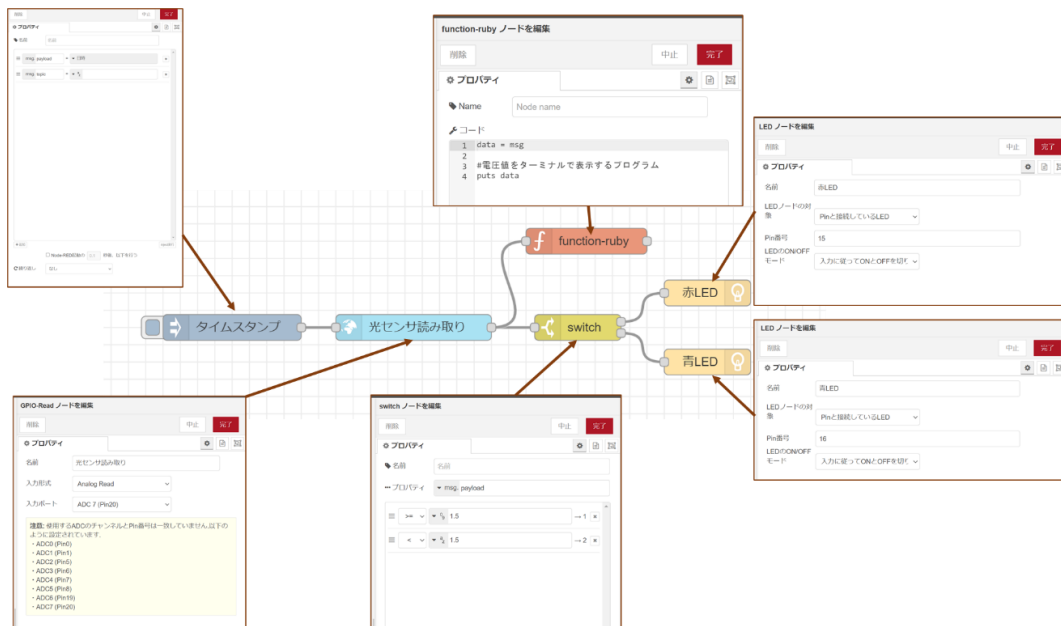 削除
中止
完了
プロパティ
名前
名前
msg. payload
msg. topic
繰り返し
なし
function-ruby ノードを編集
削除
中止
完了
プロパティ
Name
Node name
コード
1 data = msg
2
3 #電圧値をターミナルで表示するプログラム
4 puts data
LED ノードを編集
削除
中止
完了
プロパティ
名前
赤LED
LEDノードの対
象
Pinと接続しているLED
Pin番号
15
LEDのON/OFF
モード
入力に従ってONとOFFを切り
function-ruby
タイムスタンプ
光センサ読み取り
switch
赤LED
青LED
LED ノードを編集
削除
中止
完了
プロパティ
名前
青LED
LEDノードの対
象
Pinと接続しているLED
Pin番号
16
LEDのON/OFF
モード
入力に従ってONとOFFを切り
GPIO-Read ノードを編集
削除
中止
完了
プロパティ
名前
光センサ読み取り
入力形式
Analog Read
入力ポート
ADC 7 (Pin20)
注意: 使用するADCのチャンネルとPin番号は一致していません.以下の
ように設定されています.
・ADC0 (Pin0)
・ADC1 (Pin1)
・ADC2 (Pin5)
・ADC3 (Pin6)
・ADC4 (Pin7)
・ADC5 (Pin8)
・ADC6 (Pin19)
・ADC7 (Pin20)
switch ノードを編集
削除
中止
完了
プロパティ
名前
名前
プロパティ
msg. payload
>= 1.5 → 1
< 1.5 → 2